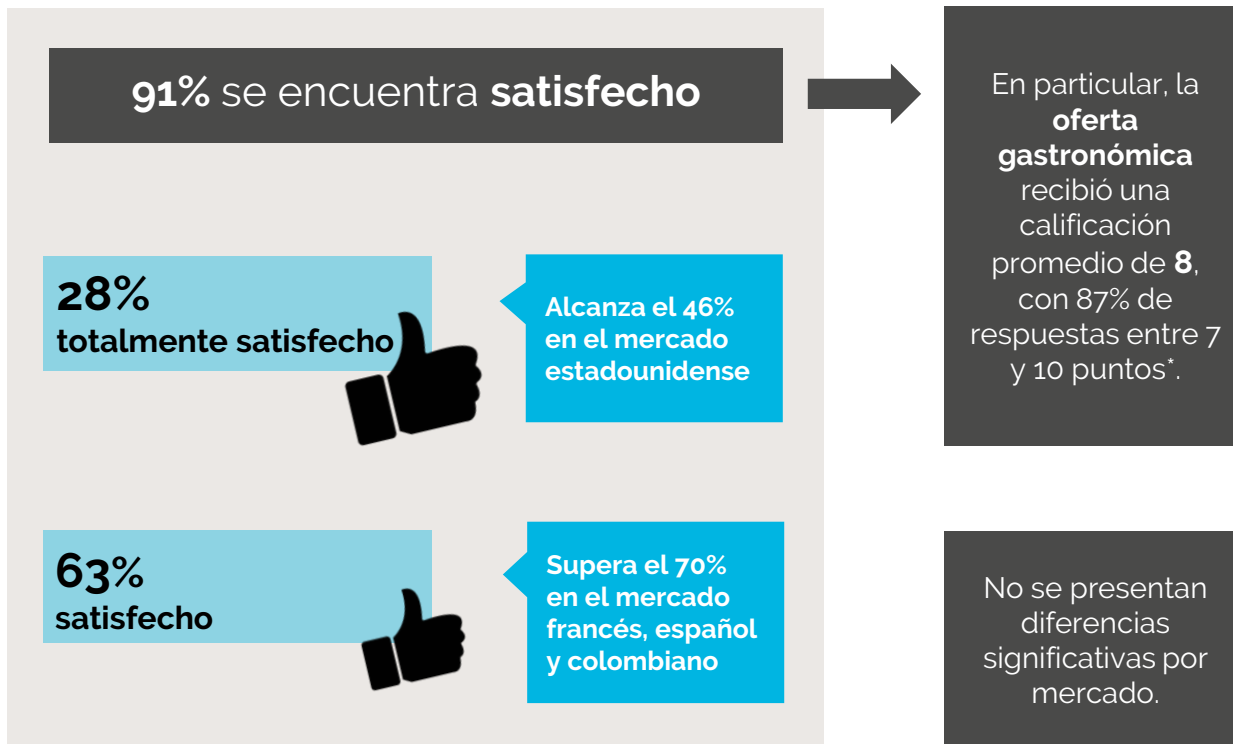 91% se encuentra satisfecho
28%
totalmente satisfecho
Alcanza el 46%
en el mercado
estadounidense
63%
satisfecho
Supera el 70%
en el mercado
francés, español
y colombiano
En particular, la
oferta
gastronómica
recibió una
calificación
promedio de 8,
con 87% de
respuestas entre 7
y 10 puntos*.
No se presentan
diferencias
significativas por
mercado.